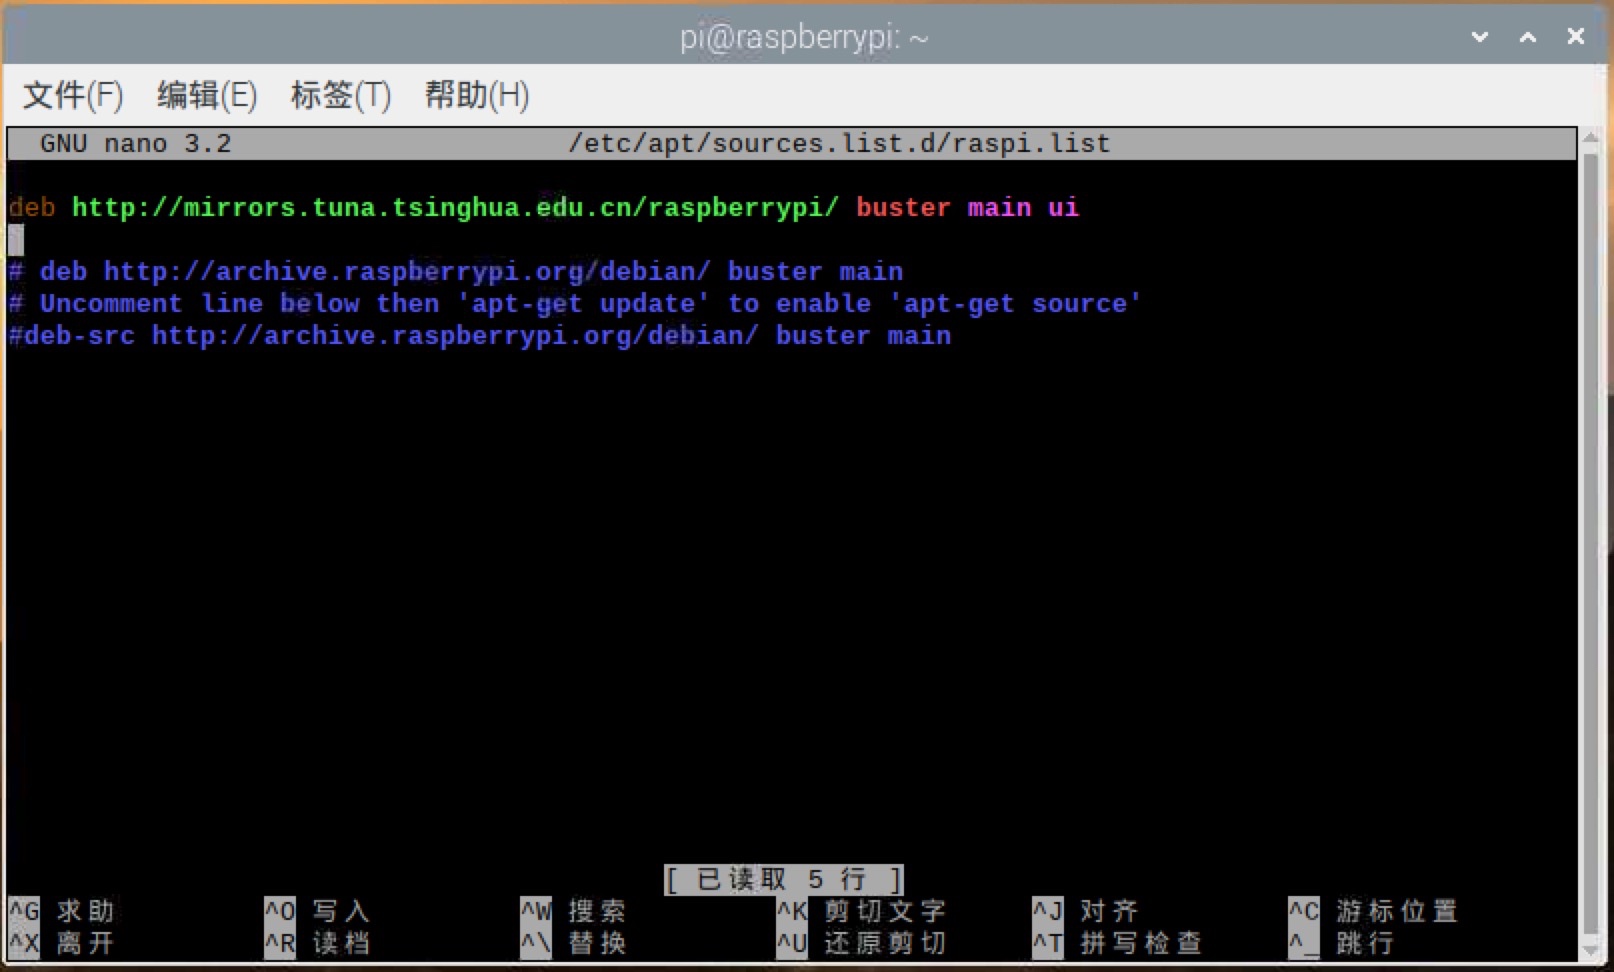 pi@raspberrypi: ~
文件(F) 编辑(E) 标签(T) 帮助(H)
GNU nano 3.2 /etc/apt/sources.list.d/raspi.list
deb http://mirrors.tuna.tsinghua.edu.cn/raspberrypi/ buster main ui
# deb http://archive.raspberrypi.org/debian/ buster main
# Uncomment line below then 'apt-get update' to enable 'apt-get source'
#deb-src http://archive.raspberrypi.org/debian/ buster main
[ 已读取 5 行 ]
^G 求助 ^O 写入 ^W 搜索 ^K 剪切文字 ^J 对齐 ^C 游标位置
^X 离开 ^R 读档 ^\ 替换 ^U 还原剪切 ^T 拼写检查 ^_ 跳行